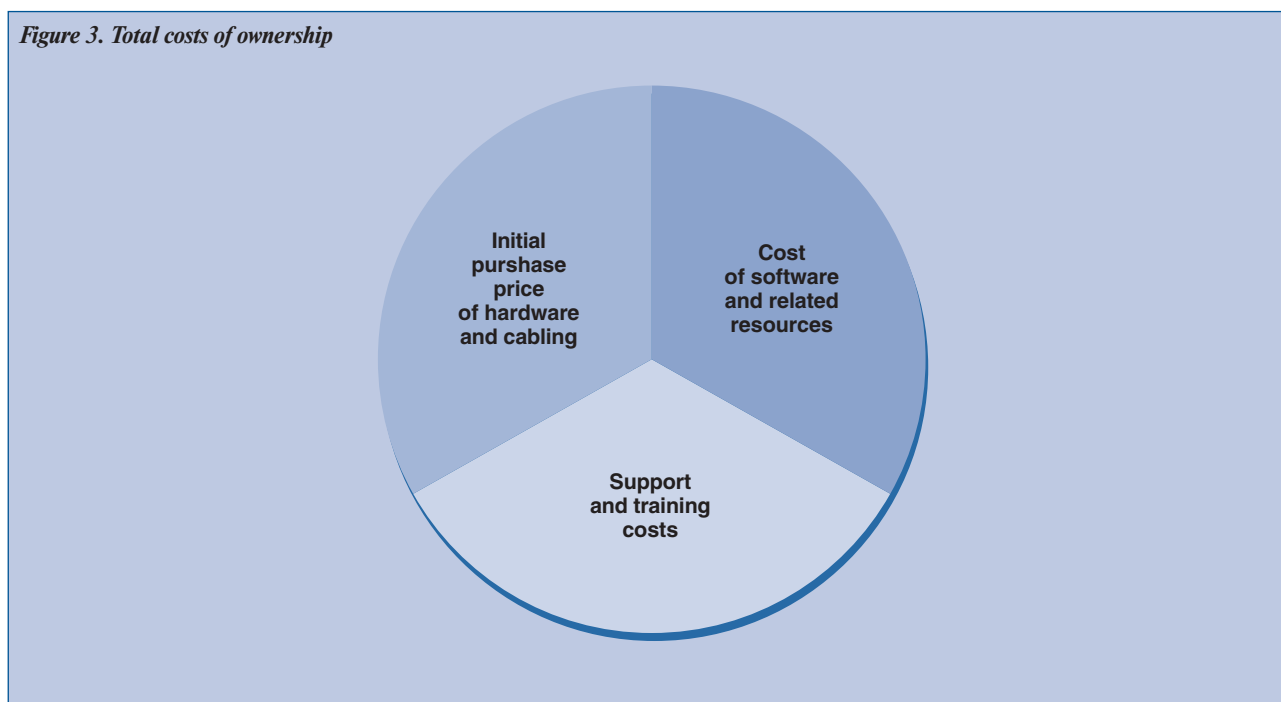 Figure 3. Total costs of ownership
Initial
purshase
price
of hardware
and cabling
Cost
of software
and related
resources
Support
and training
costs